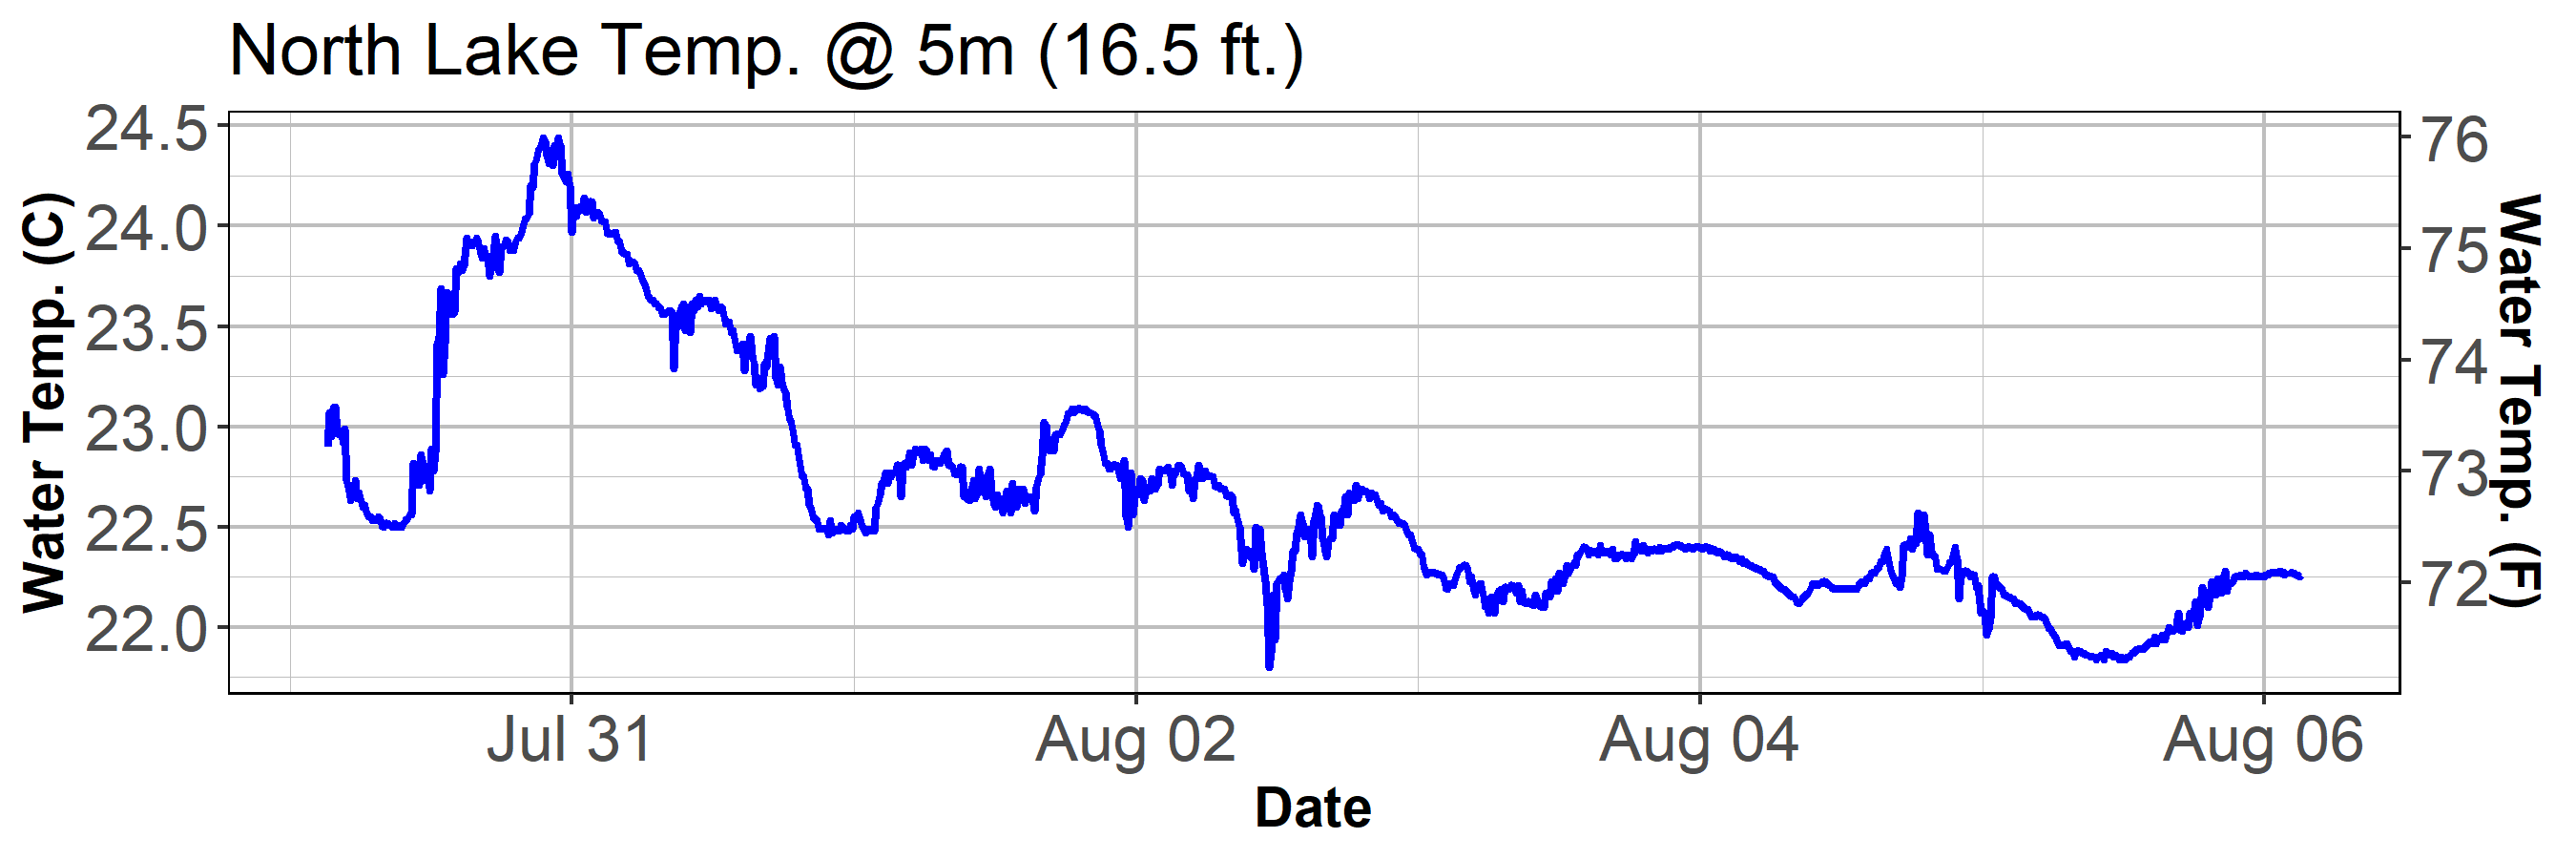 North Lake Temp. @ 5m (16.5 ft.)
Water Temp. (C)
24.5
24.0
23.5
23.0
22.5
22.0
76
75
74
73
72
Water Temp. (F)
Jul 31
Aug 02
Aug 04
Aug 06
Date